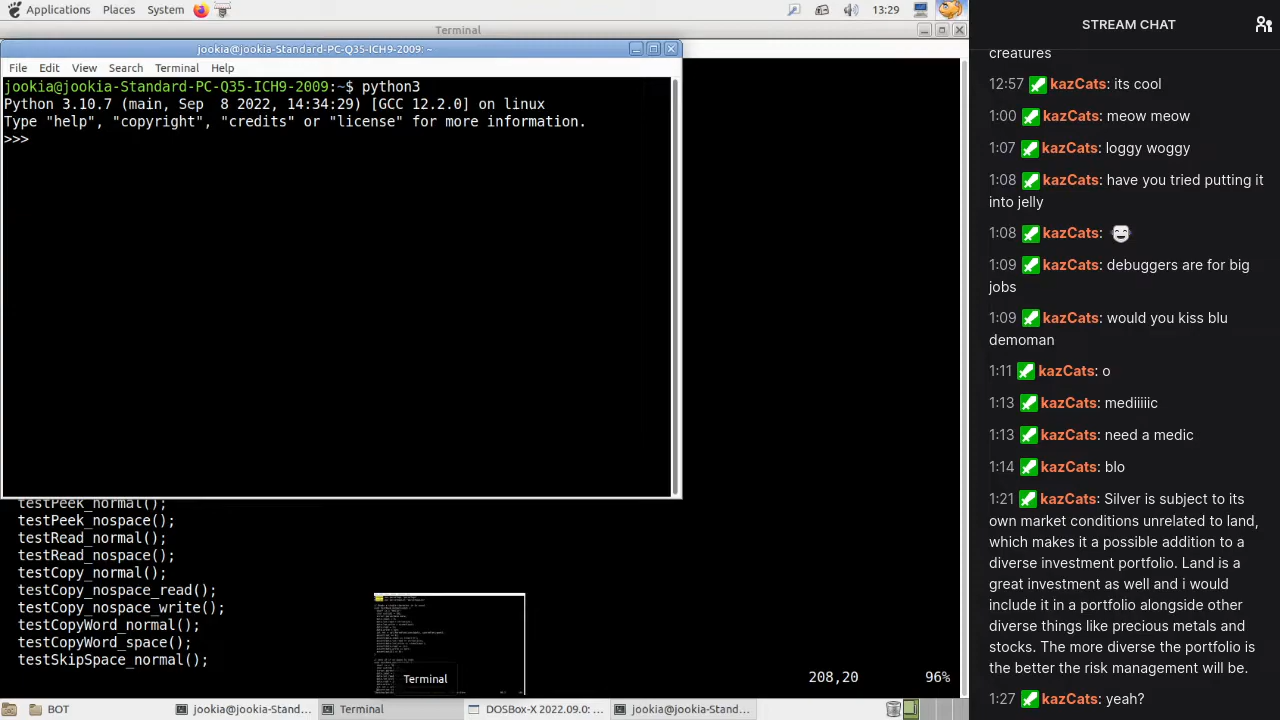 Applications Places System 13:29
Terminal
jookia@jookia-Standard-PC-Q35-ICH9-2009: ~
File Edit View Search Terminal Help
jookia@jookia-Standard-PC-Q35-ICH9-2009:~$ python3
Python 3.10.7 (main, Sep  8 2022, 14:34:29) [GCC 12.2.0] on linux
Type "help", "copyright", "credits" or "license" for more information.
>>>
testPeek_normal();
testPeek_nospace();
testRead_normal();
testRead_nospace();
testCopy_normal();
testCopy_nospace_read();
testCopy_nospace_write();
testCopyWord_normal();
testCopyWord_space();
testSkipSpace_normal();
Terminal
208,20 96%
BOT
jookia@jookia-Stand...
Terminal
DOSBox-X 2022.09.0: ...
jookia@jookia-Stand...
STREAM CHAT
creatures
12:57 kazCats: its cool
1:00 kazCats: meow meow
1:07 kazCats: loggy woggy
1:08 kazCats: have you tried putting it
into jelly
1:08 kazCats:
1:09 kazCats: debuggers are for big
jobs
1:09 kazCats: would you kiss blu
demoman
1:11 kazCats: o
1:13 kazCats: mediiiiic
1:13 kazCats: need a medic
1:14 kazCats: blo
1:21 kazCats: Silver is subject to its
own market conditions unrelated to land,
which makes it a possible addition to a
diverse investment portfolio. Land is a
great investment as well and i would
include it in a portfolio alongside other
diverse things like precious metals and
stocks. The more diverse the portfolio is
the better the risk management will be.
1:27 kazCats: yeah?